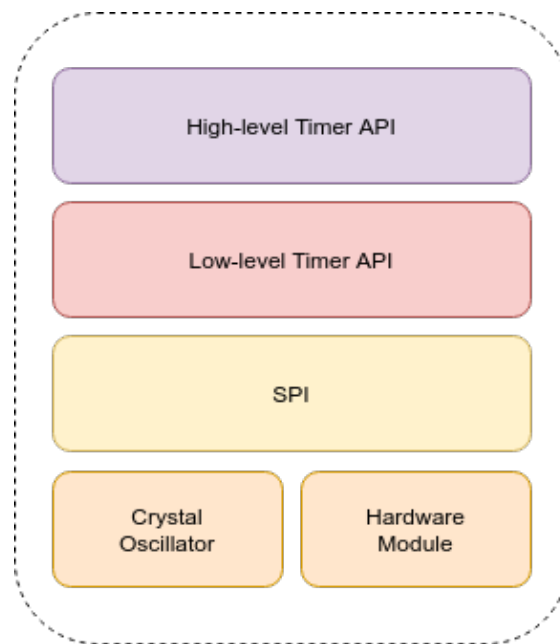 High-level Timer API
Low-level Timer API
SPI
Crystal
Oscillator
Hardware
Module